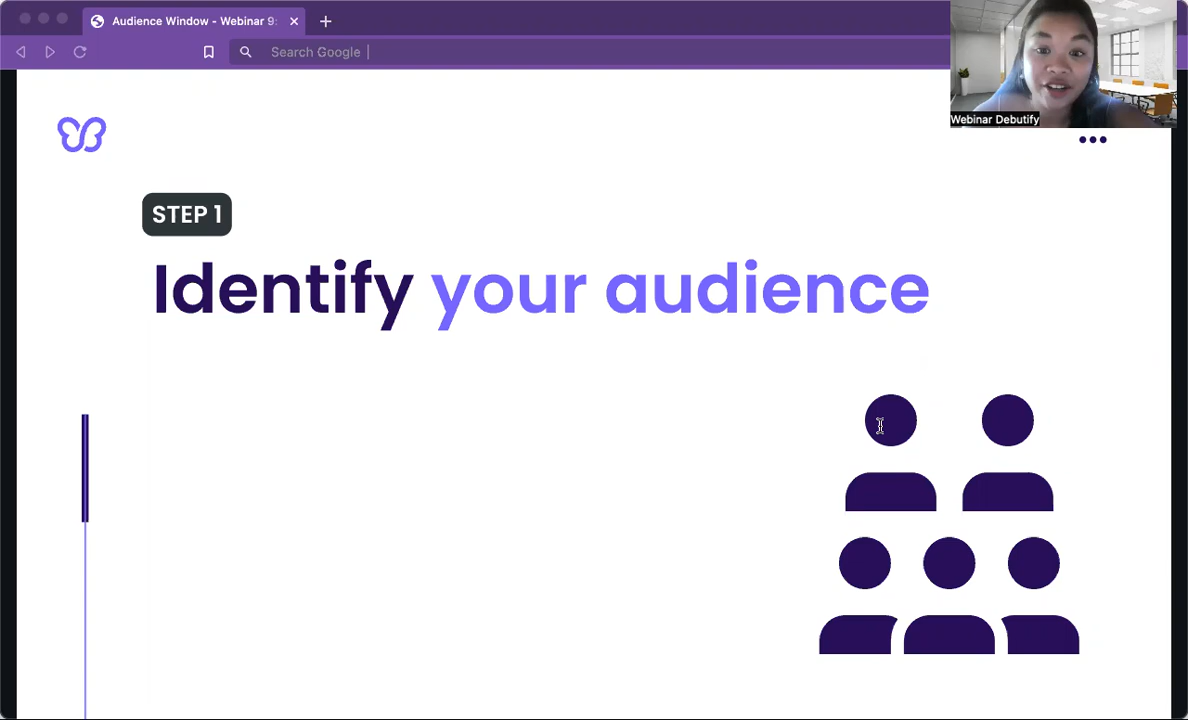 Audience Window - Webinar 9:
Search Google
Webinar Debutify
STEP 1
Identify your audience